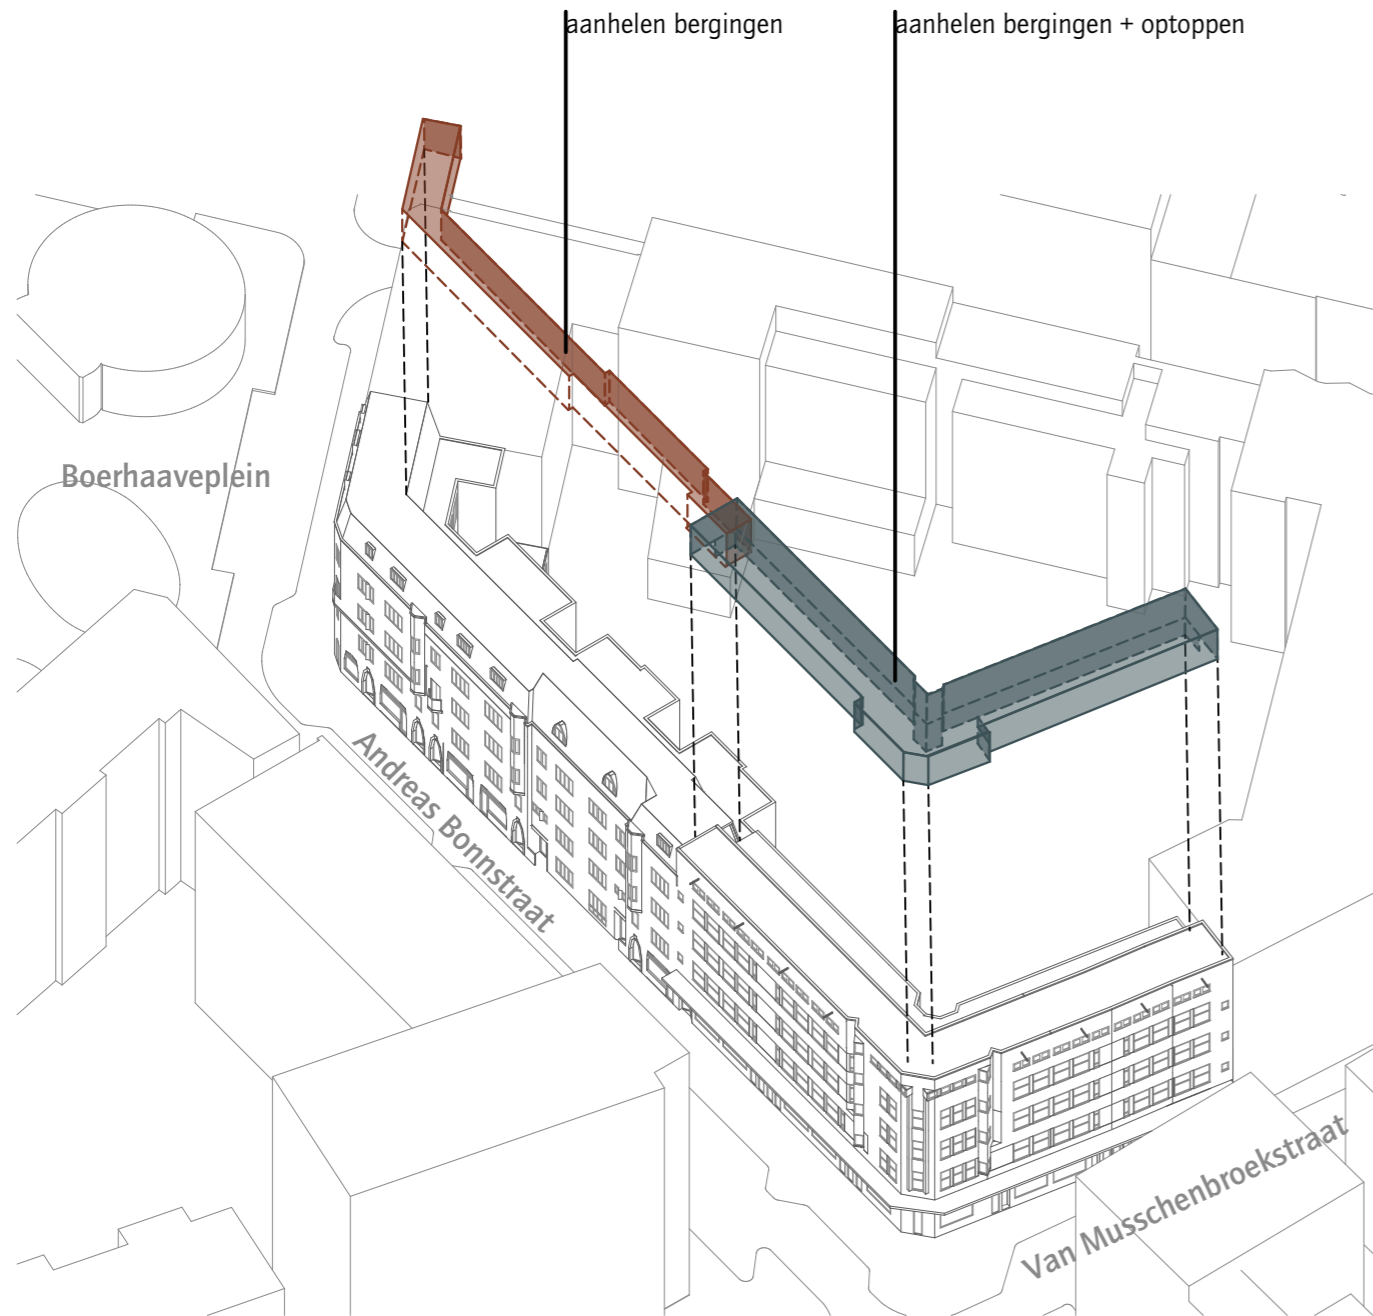 aanhelen bergingen
aanhelen bergingen + optoppen
Boerhaaveplein
Andreas Bonnstraat
Van Musschenbroekstraat